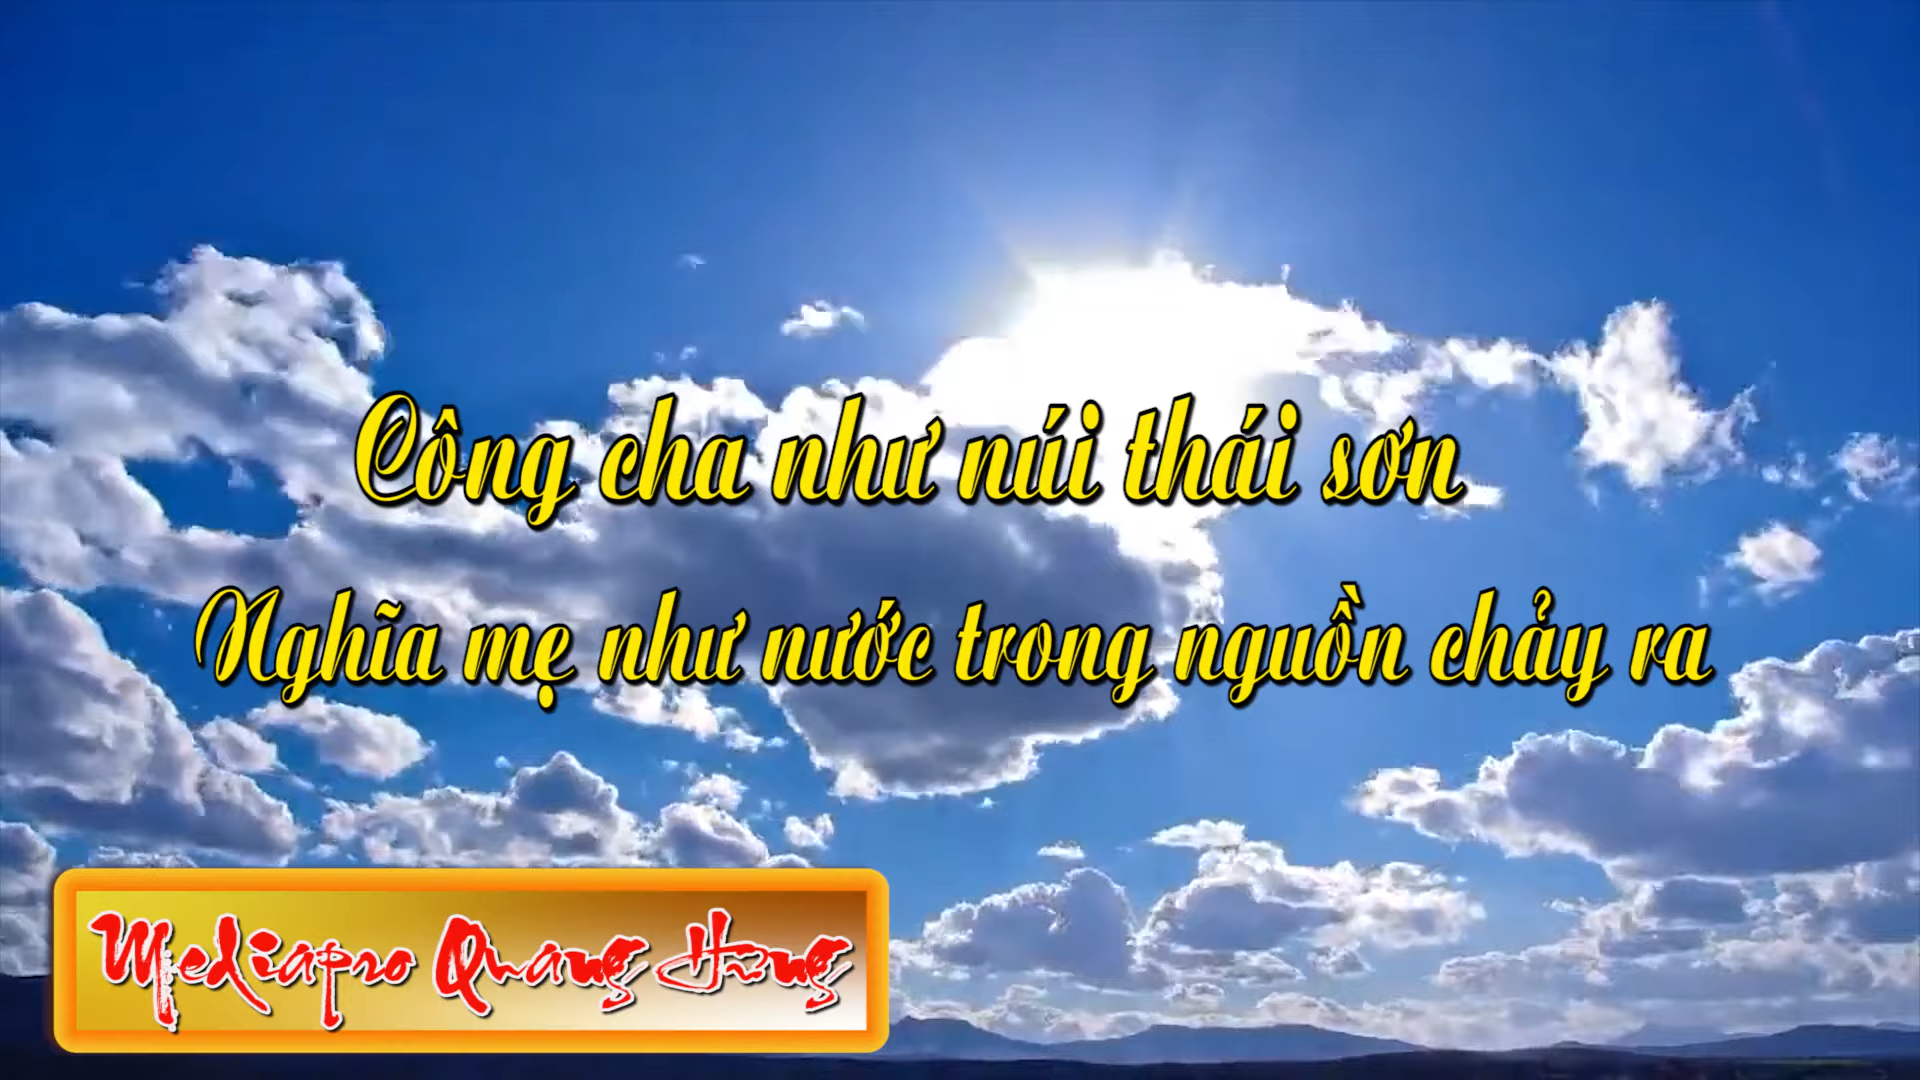 Công cha như núi thái sơn
Nghĩa mẹ như nước trong nguồn chảy ra
Mediapro Quang Hưng